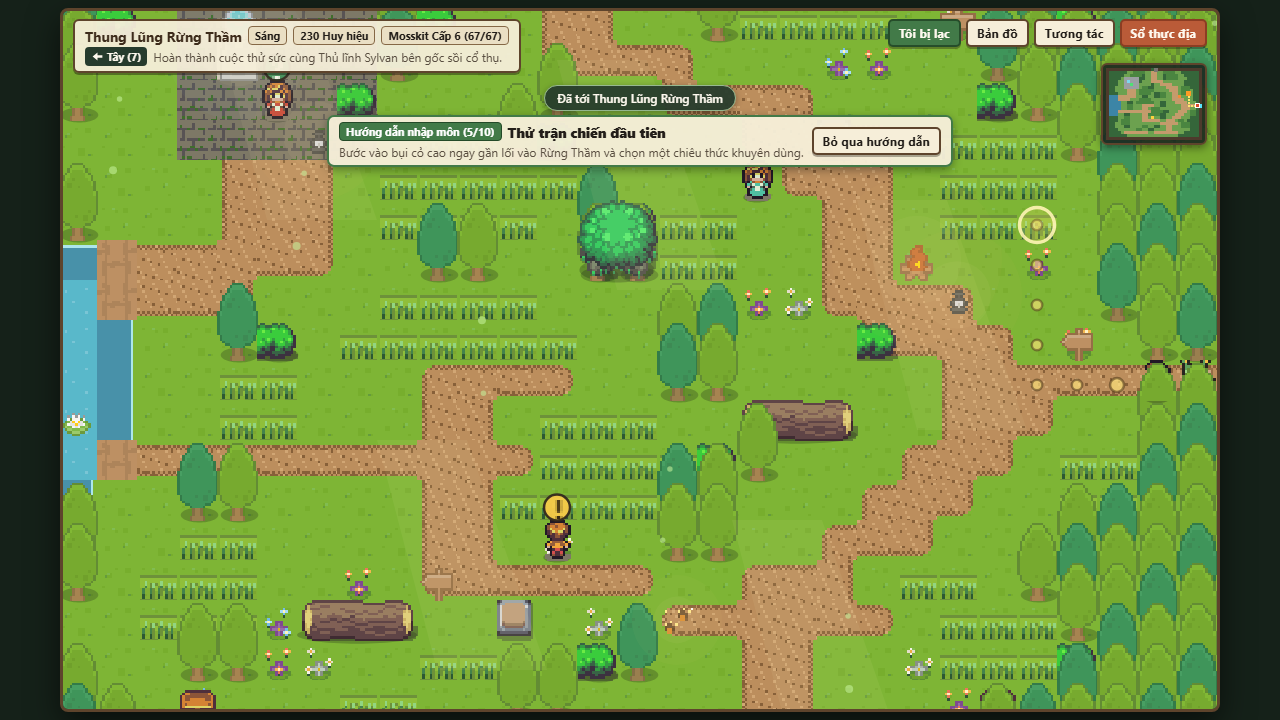 Thung Lũng Rừng Thầm
Sáng
230 Huy hiệu
Mosskit Cấp 6 (67/67)
← Tây (7)
Hoàn thành cuộc thử sức cùng Thủ lĩnh Sylvan bên gốc sồi cổ thụ.
Tôi bị lạc
Bản đồ
Tương tác
Sổ thực địa
Đã tới Thung Lũng Rừng Thầm
Hướng dẫn nhập môn (5/10)
Thử trận chiến đầu tiên
Bước vào bụi cỏ cao ngay gần lối vào Rừng Thầm và chọn một chiêu thức khuyên dùng.
Bỏ qua hướng dẫn
!